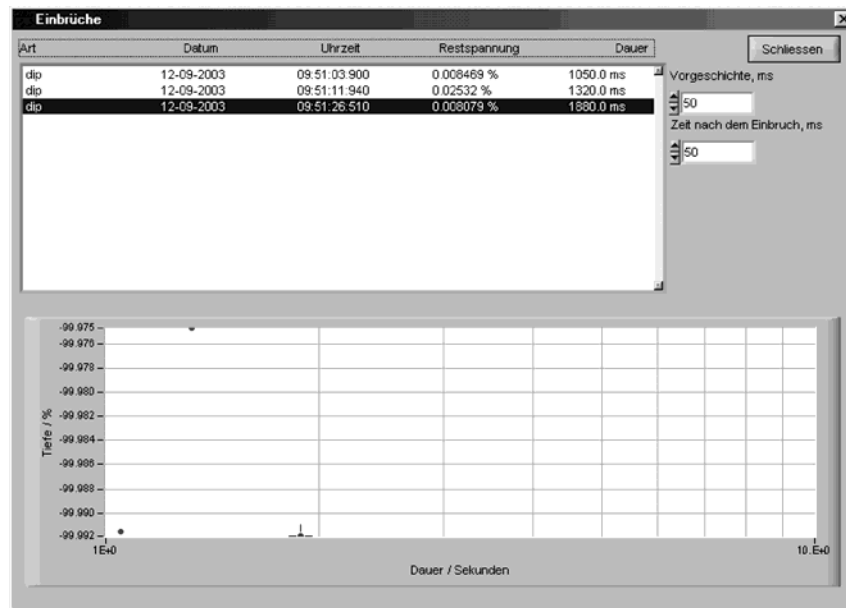 Einbrüche
Art Datum Uhrzeit Restspannung Dauer
Schliessen
dip 12-09-2003 09:51:03:900 0.008469 % 1050.0 ms
dip 12-09-2003 09:51:11:940 0.02532 % 1320.0 ms
dip 12-09-2003 09:51:26:510 0.008079 % 1880.0 ms
Vorgeschichte, ms
50
Zeit nach dem Einbruch, ms
50
-99.975
-99.976
-99.978
-99.980
-99.982
-99.984
-99.986
-99.988
-99.990
-99.992
Tiefe / %
1E+0 10.E+0
Dauer / Sekunden